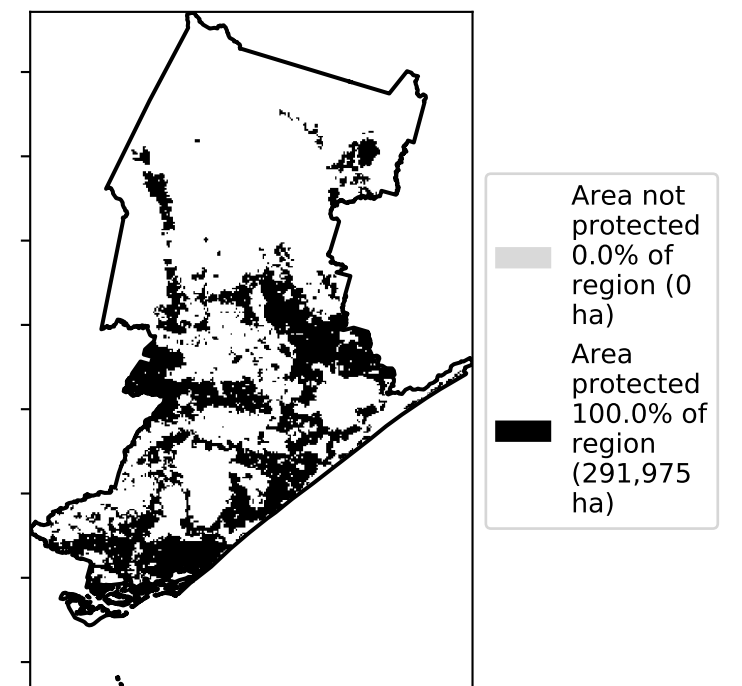 Area not
protected
0.0% of
region (0
ha)
Area
protected
100.0% of
region
(291,975
ha)